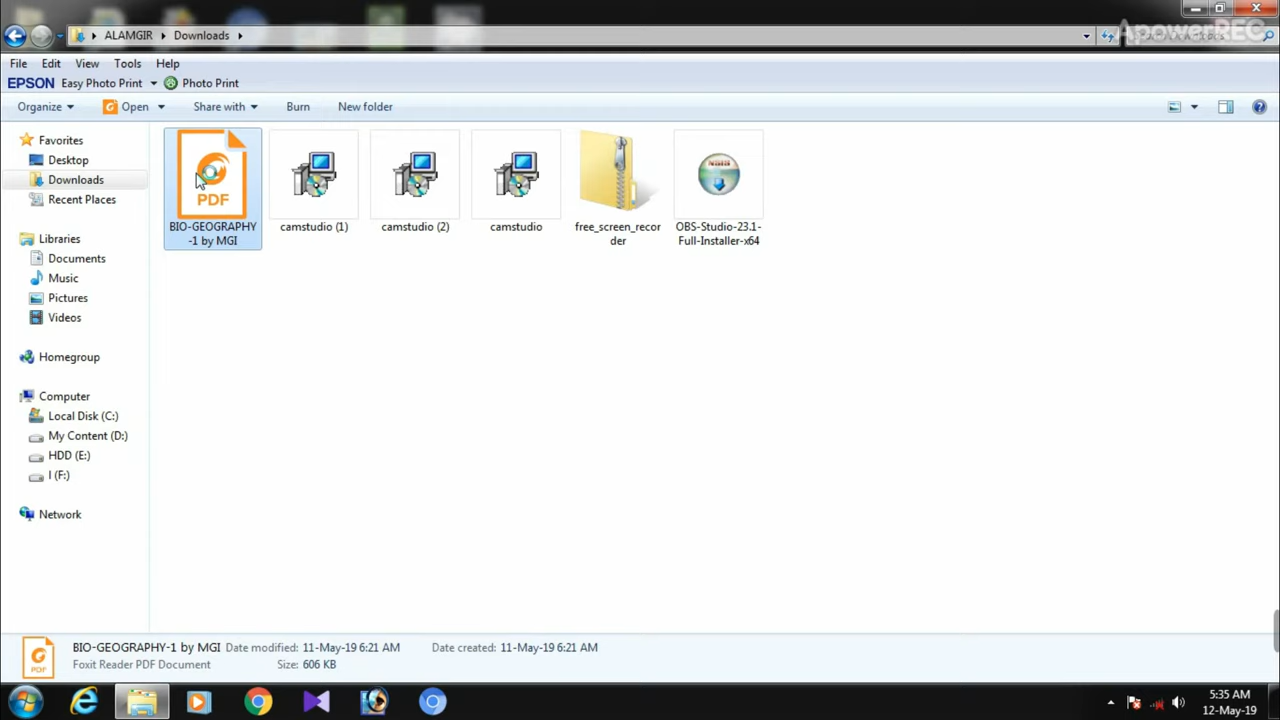 ALAMGIR Downloads
ApowerREC
File Edit View Tools Help
EPSON Easy Photo Print Photo Print
Organize Open Share with Burn New folder
Favorites
Desktop
Downloads
Recent Places
Libraries
Documents
Music
Pictures
Videos
Homegroup
Computer
Local Disk (C:)
My Content (D:)
HDD (E:)
I (F:)
Network
PDF
BIO-GEOGRAPHY
-1 by MGI
camstudio (1)
camstudio (2)
camstudio
free_screen_recor
der
OBS-Studio-23.1-
Full-Installer-x64
PDF
BIO-GEOGRAPHY-1 by MGI Date modified: 11-May-19 6:21 AM Date created: 11-May-19 6:21 AM
Foxit Reader PDF Document Size: 606 KB
5:35 AM
12-May-19